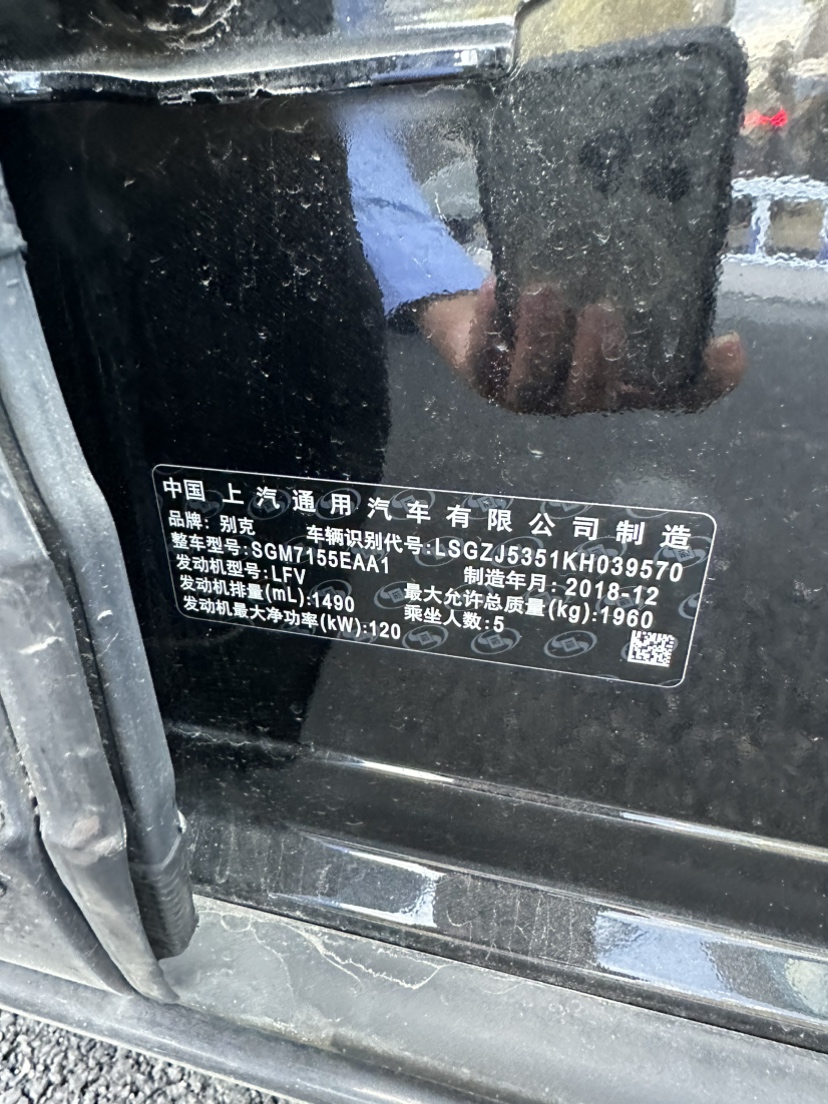 中国 上汽通用汽车有限公司制造
品牌: 别克 车辆识别代号:LSGZJ5351KH039570
整车型号:SGM7155EAA1 制造年月:2018-12
发动机型号:LFV 最大允许总质量(kg):1960
发动机排量(mL):1490 乘坐人数:5
发动机最大净功率(kW):120